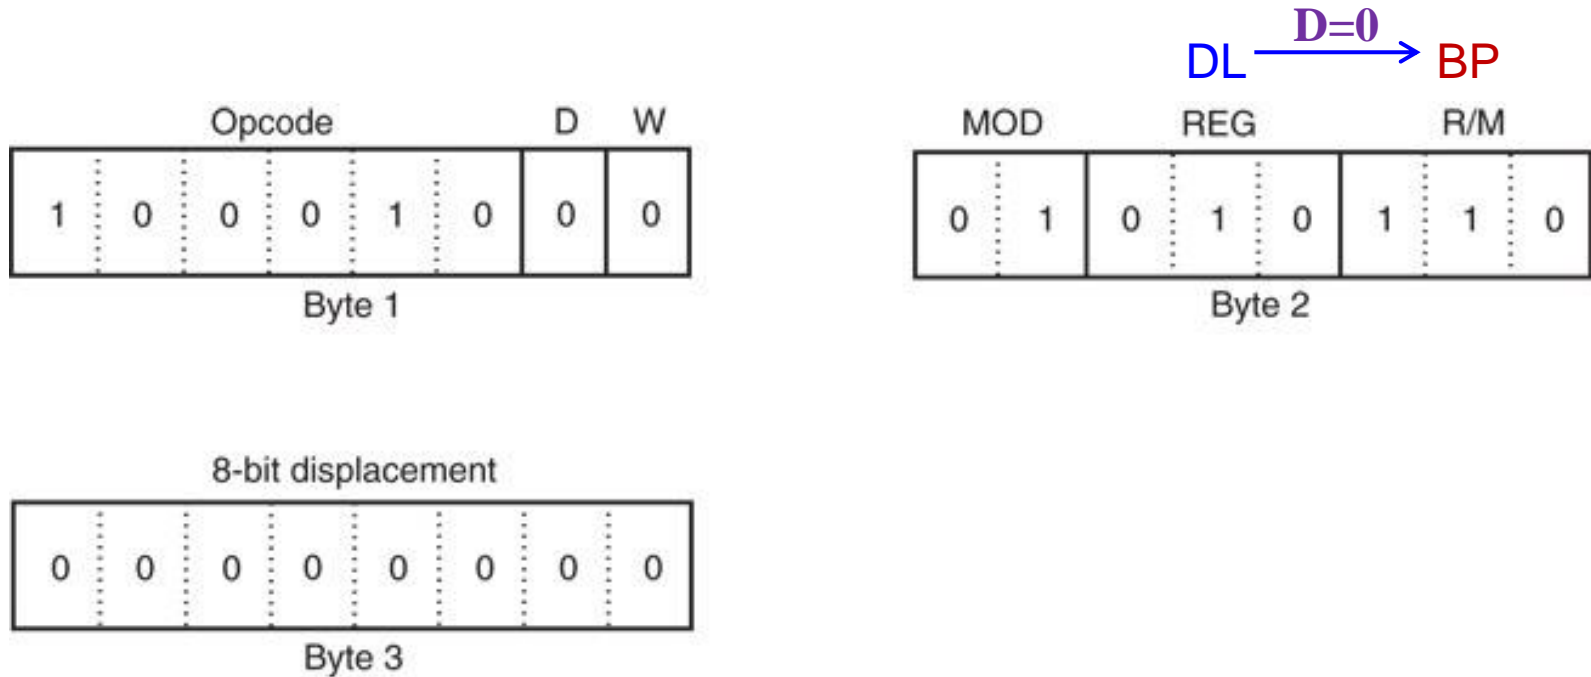 D=0
DL BP
Opcode D W
1 0 0 0 1 0 0 0
Byte 1
MOD REG R/M
0 1 0 1 0 1 1 0
Byte 2
8-bit displacement
0 0 0 0 0 0 0 0
Byte 3